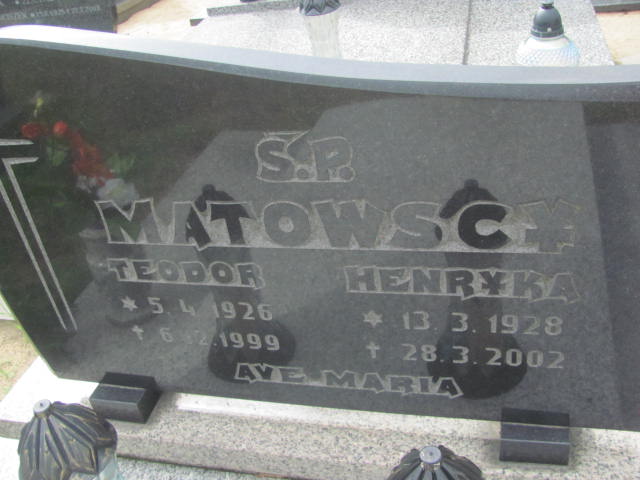 Ś.P.
MATOWSCY
TEODOR HENRYKA
* 5.4.1926 * 13.3.1928
† 6.12.1999 † 28.3.2002
AVE MARIA